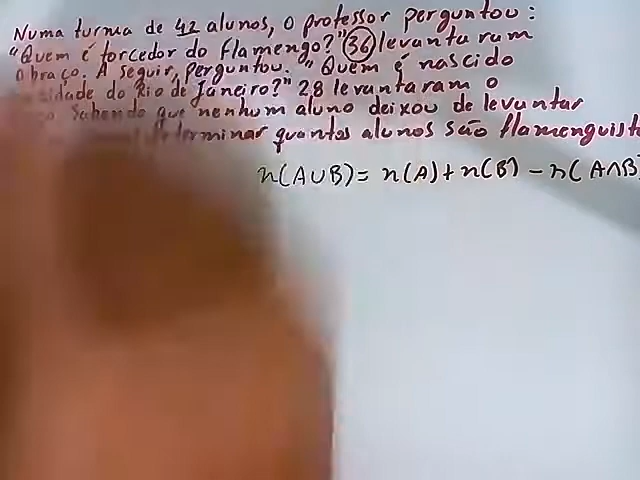 Numa turma de 42 alunos, o professor perguntou:
"Quem é torcedor do Flamengo?" 36 levantaram
o braço. A seguir, perguntou: "Quem é nascido
cidade do Rio de Janeiro?" 28 levantaram o
Sabendo que nenhum aluno deixou de levantar
determinar quantos alunos são flamenguist
n(A∪B) = n(A) + n(B) - n(A∩B